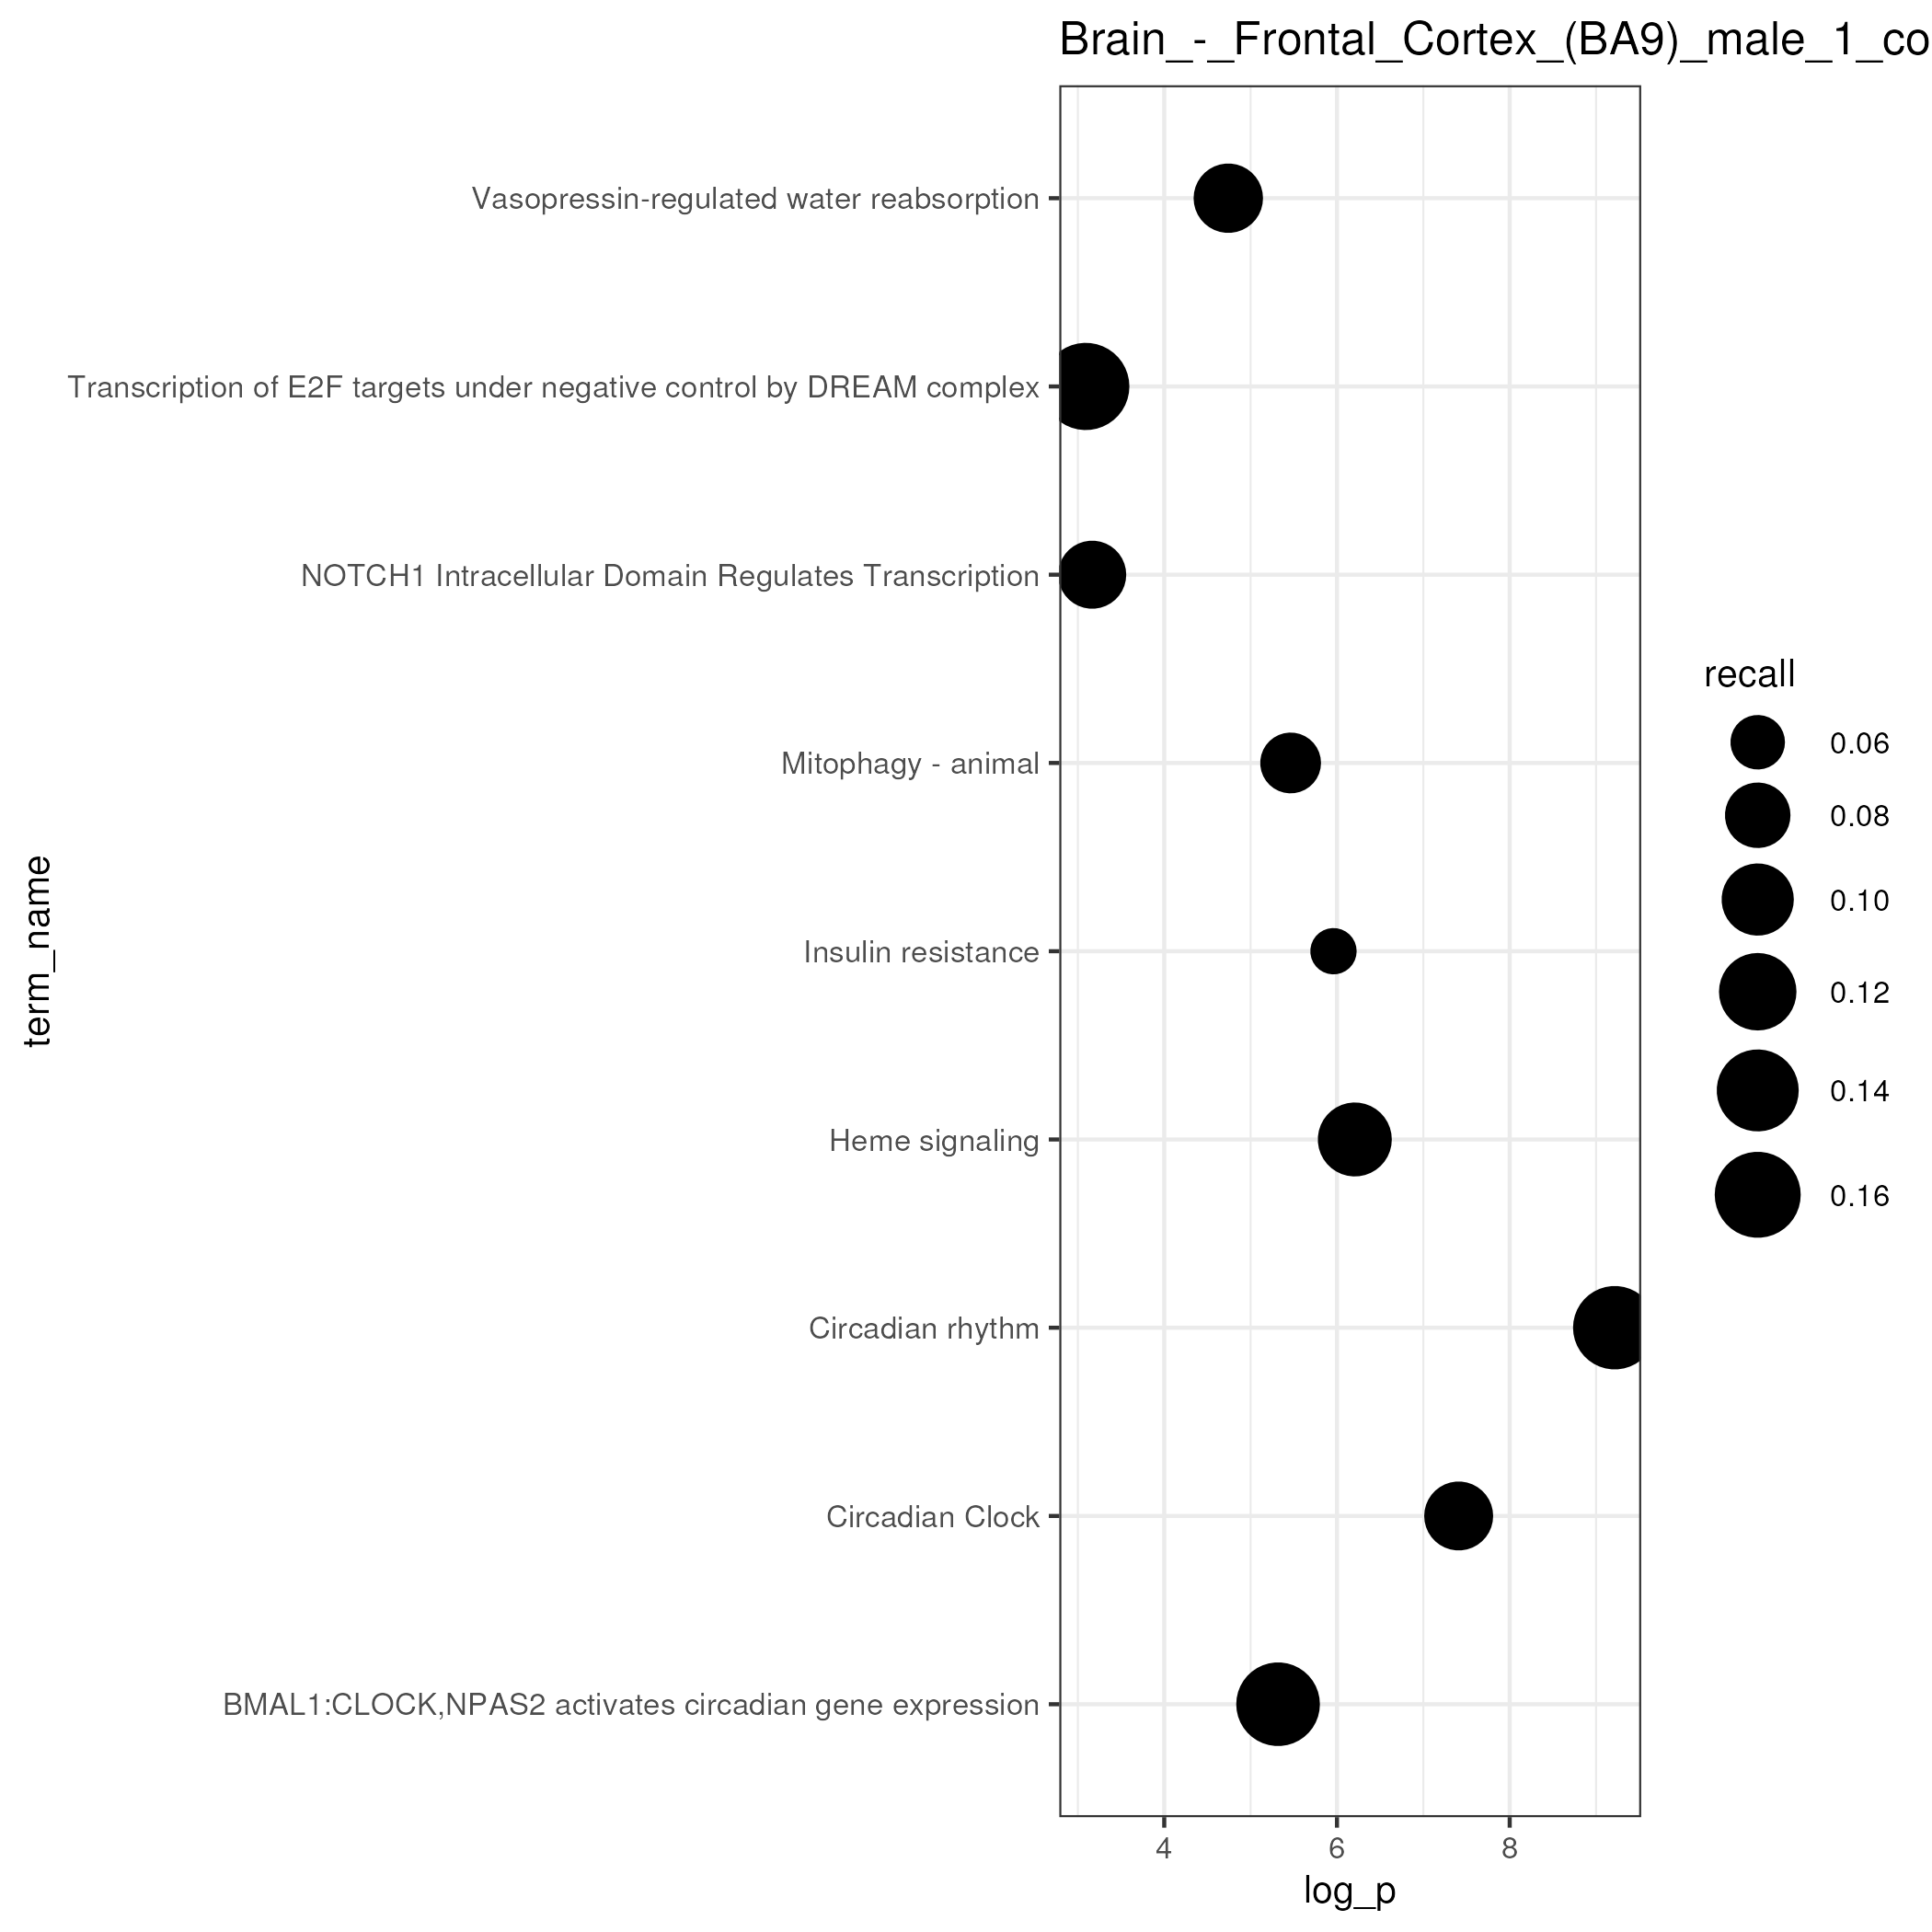 Brain_-_Frontal_Cortex_(BA9)_male_1_co
Vasopressin-regulated water reabsorption
Transcription of E2F targets under negative control by DREAM complex
NOTCH1 Intracellular Domain Regulates Transcription
Mitophagy - animal
Insulin resistance
Heme signaling
Circadian rhythm
Circadian Clock
BMAL1:CLOCK,NPAS2 activates circadian gene expression
term_name
4 6 8
log_p
recall
0.06
0.08
0.10
0.12
0.14
0.16